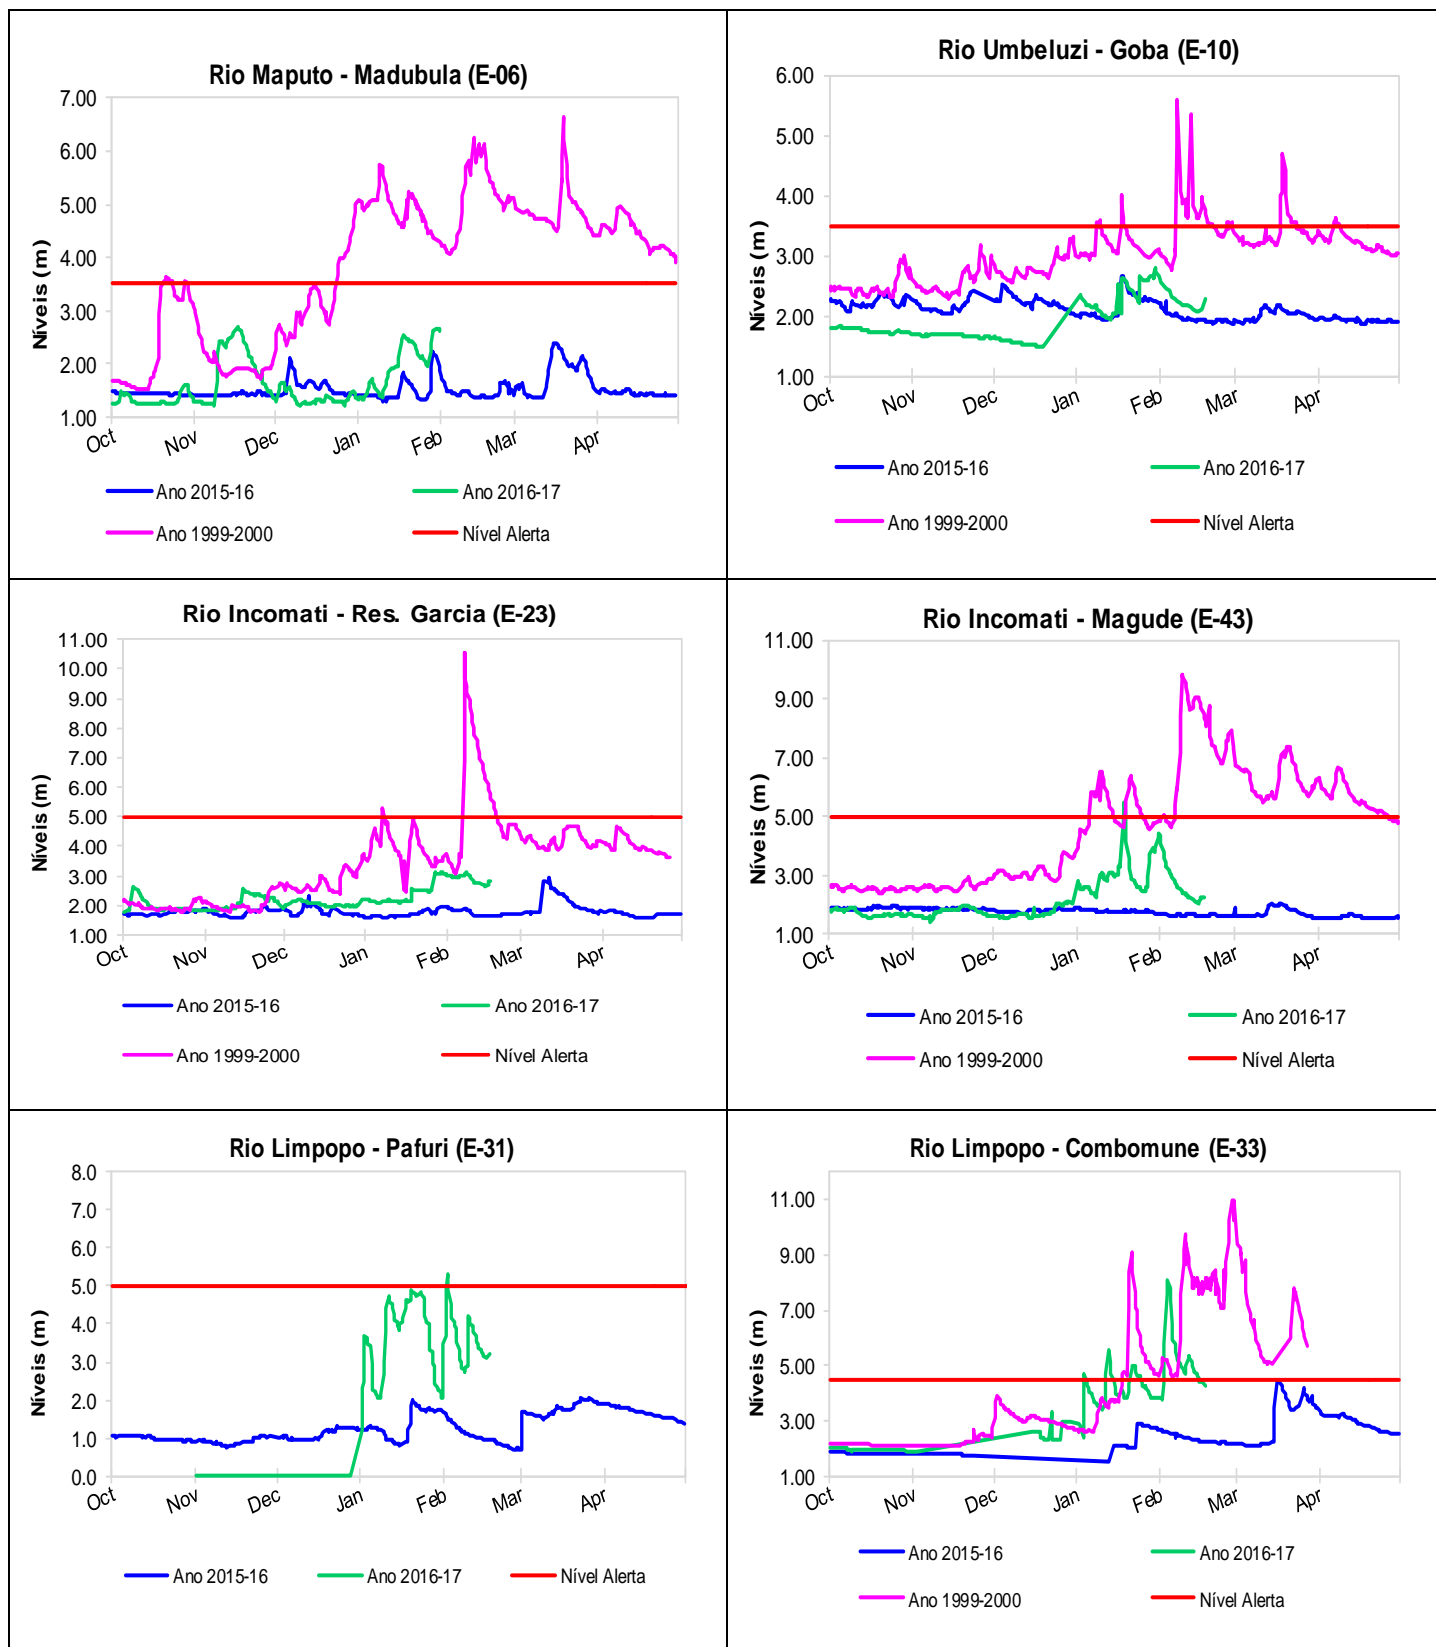 Rio Maputo - Madubula (E-06)
Níveis (m)
7.00
6.00
5.00
4.00
3.00
2.00
1.00
Oct Nov Dec Jan Feb Mar Apr
Ano 2015-16 Ano 2016-17
Ano 1999-2000 Nível Alerta
Rio Umbeluzi - Goba (E-10)
Níveis (m)
6.00
5.00
4.00
3.00
2.00
1.00
Oct Nov Dec Jan Feb Mar Apr
Ano 2015-16 Ano 2016-17
Ano 1999-2000 Nível Alerta
Rio Incomati - Res. Garcia (E-23)
Níveis (m)
11.00
10.00
9.00
8.00
7.00
6.00
5.00
4.00
3.00
2.00
1.00
Oct Nov Dec Jan Feb Mar Apr
Ano 2015-16 Ano 2016-17
Ano 1999-2000 Nível Alerta
Rio Incomati - Magude (E-43)
Níveis (m)
11.00
9.00
7.00
5.00
3.00
1.00
Oct Nov Dec Jan Feb Mar Apr
Ano 2015-16 Ano 2016-17
Ano 1999-2000 Nível Alerta
Rio Limpopo - Pafuri (E-31)
Níveis (m)
8.0
7.0
6.0
5.0
4.0
3.0
2.0
1.0
0.0
Oct Nov Dec Jan Feb Mar Apr
Ano 2015-16 Ano 2016-17 Nível Alerta
Rio Limpopo - Combomune (E-33)
Níveis (m)
11.00
9.00
7.00
5.00
3.00
1.00
Oct Nov Dec Jan Feb Mar Apr
Ano 2015-16 Ano 2016-17
Ano 1999-2000 Nível Alerta